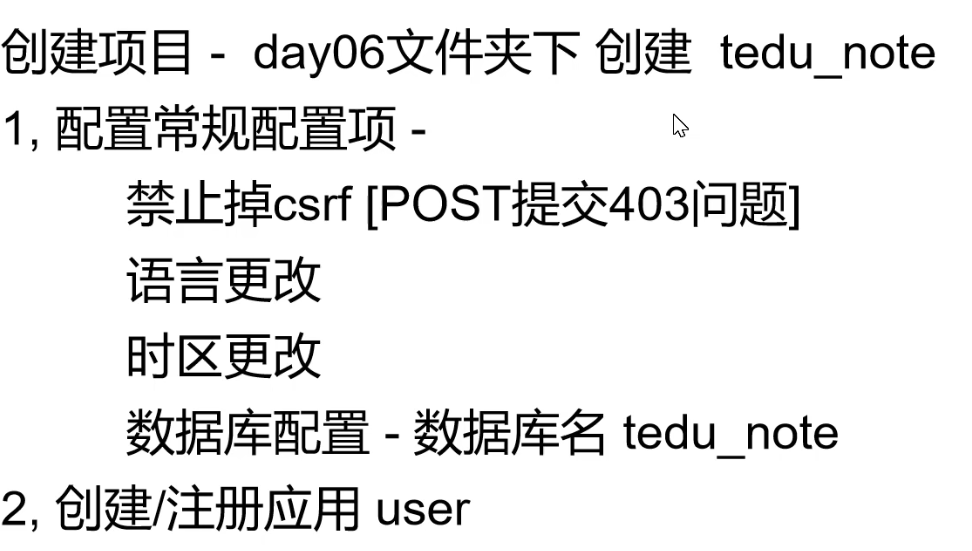 创建项目 - day06文件夹下 创建 tedu_note
1, 配置常规配置项 -
禁止掉csrf [POST提交403问题]
语言更改
时区更改
数据库配置 - 数据库名 tedu_note
2, 创建/注册应用 user